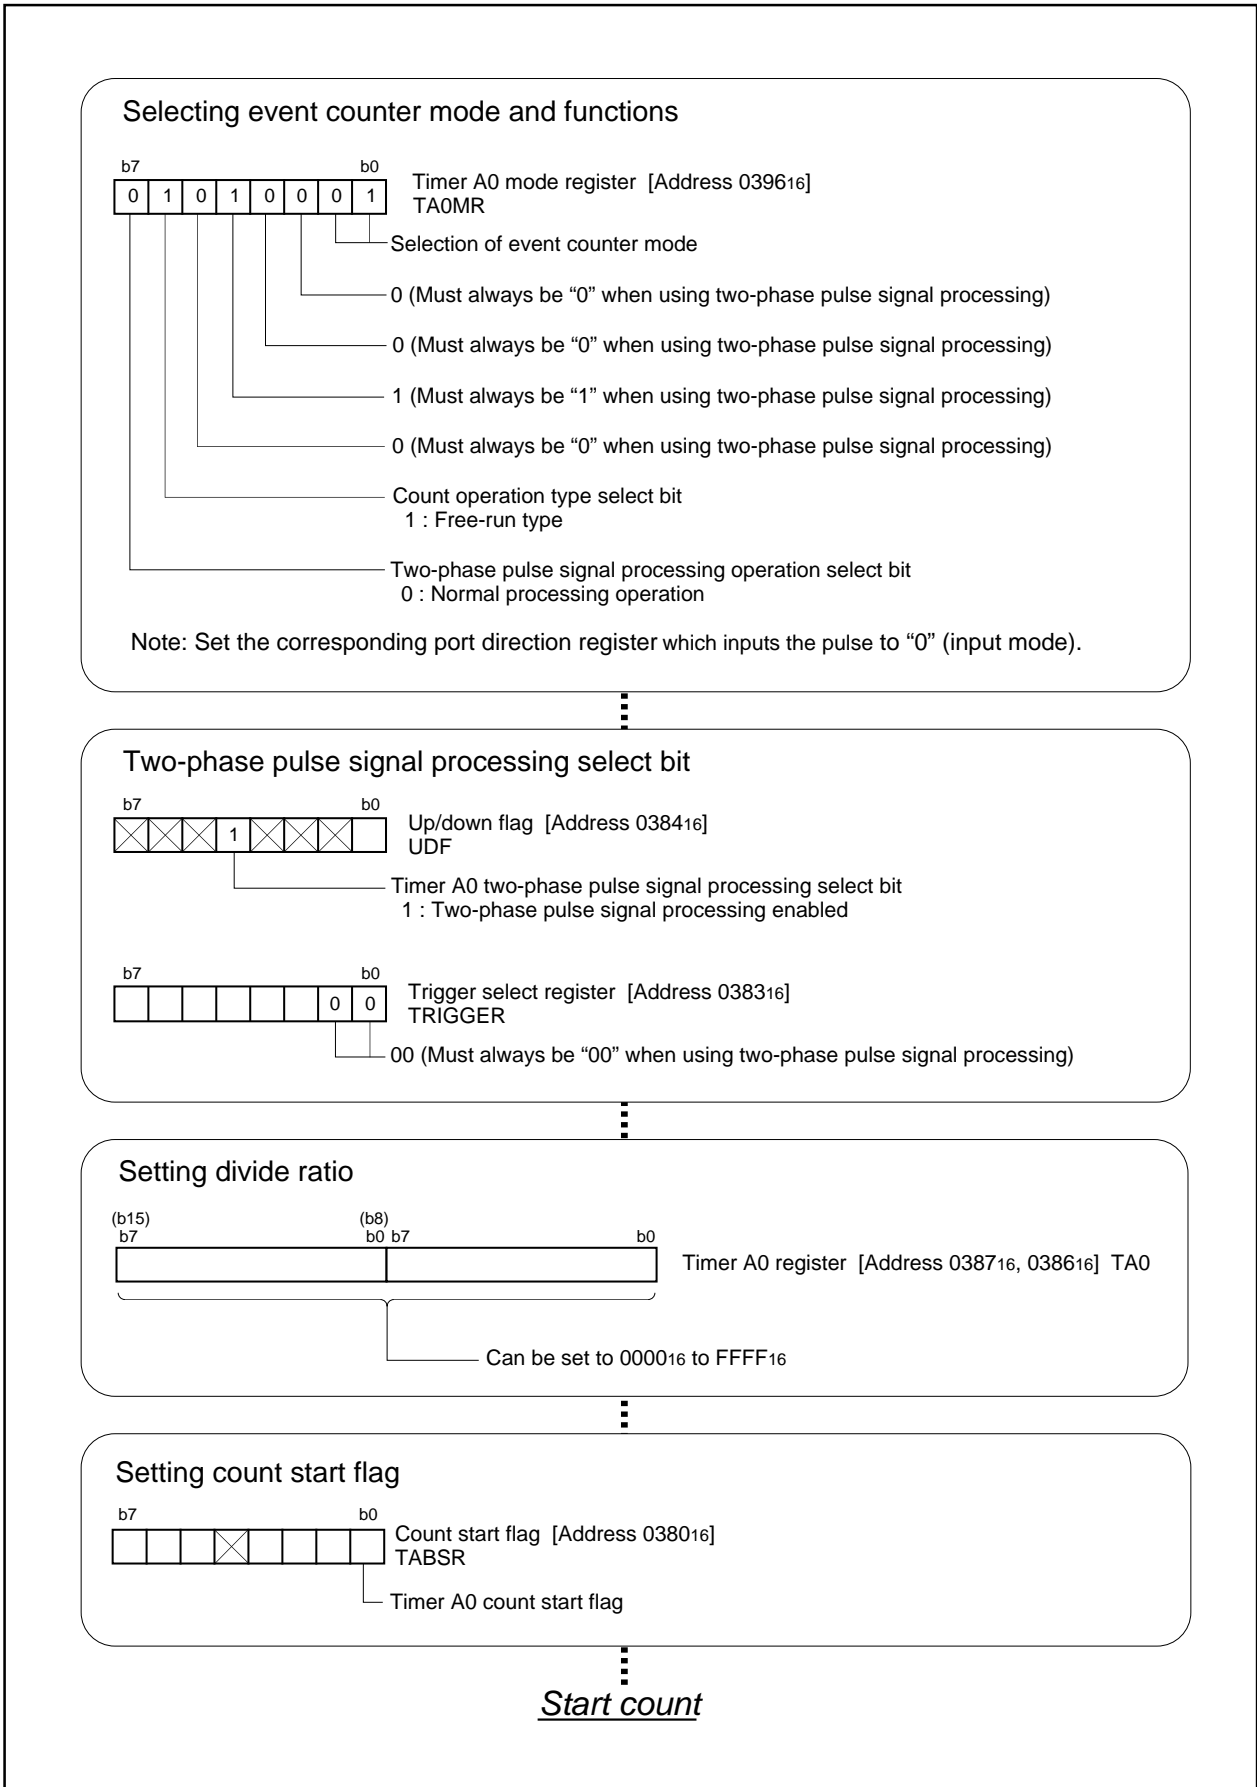 Selecting event counter mode and functions
b7 b0
0 1 0 1 0 0 0 1
Timer A0 mode register [Address 039616]
TA0MR
Selection of event counter mode
0 (Must always be “0” when using two-phase pulse signal processing)
0 (Must always be “0” when using two-phase pulse signal processing)
1 (Must always be “1” when using two-phase pulse signal processing)
0 (Must always be “0” when using two-phase pulse signal processing)
Count operation type select bit
1 : Free-run type
Two-phase pulse signal processing operation select bit
0 : Normal processing operation
Note: Set the corresponding port direction register which inputs the pulse to “0” (input mode).
Two-phase pulse signal processing select bit
b7 b0
1
Up/down flag [Address 038416]
UDF
Timer A0 two-phase pulse signal processing select bit
1 : Two-phase pulse signal processing enabled
b7 b0
0 0
Trigger select register [Address 038316]
TRIGGER
00 (Must always be “00” when using two-phase pulse signal processing)
Setting divide ratio
(b15) (b8)
b7 b0 b7 b0
Timer A0 register [Address 038716, 038616] TA0
Can be set to 000016 to FFFF16
Setting count start flag
b7 b0
Count start flag [Address 038016]
TABSR
Timer A0 count start flag
Start count